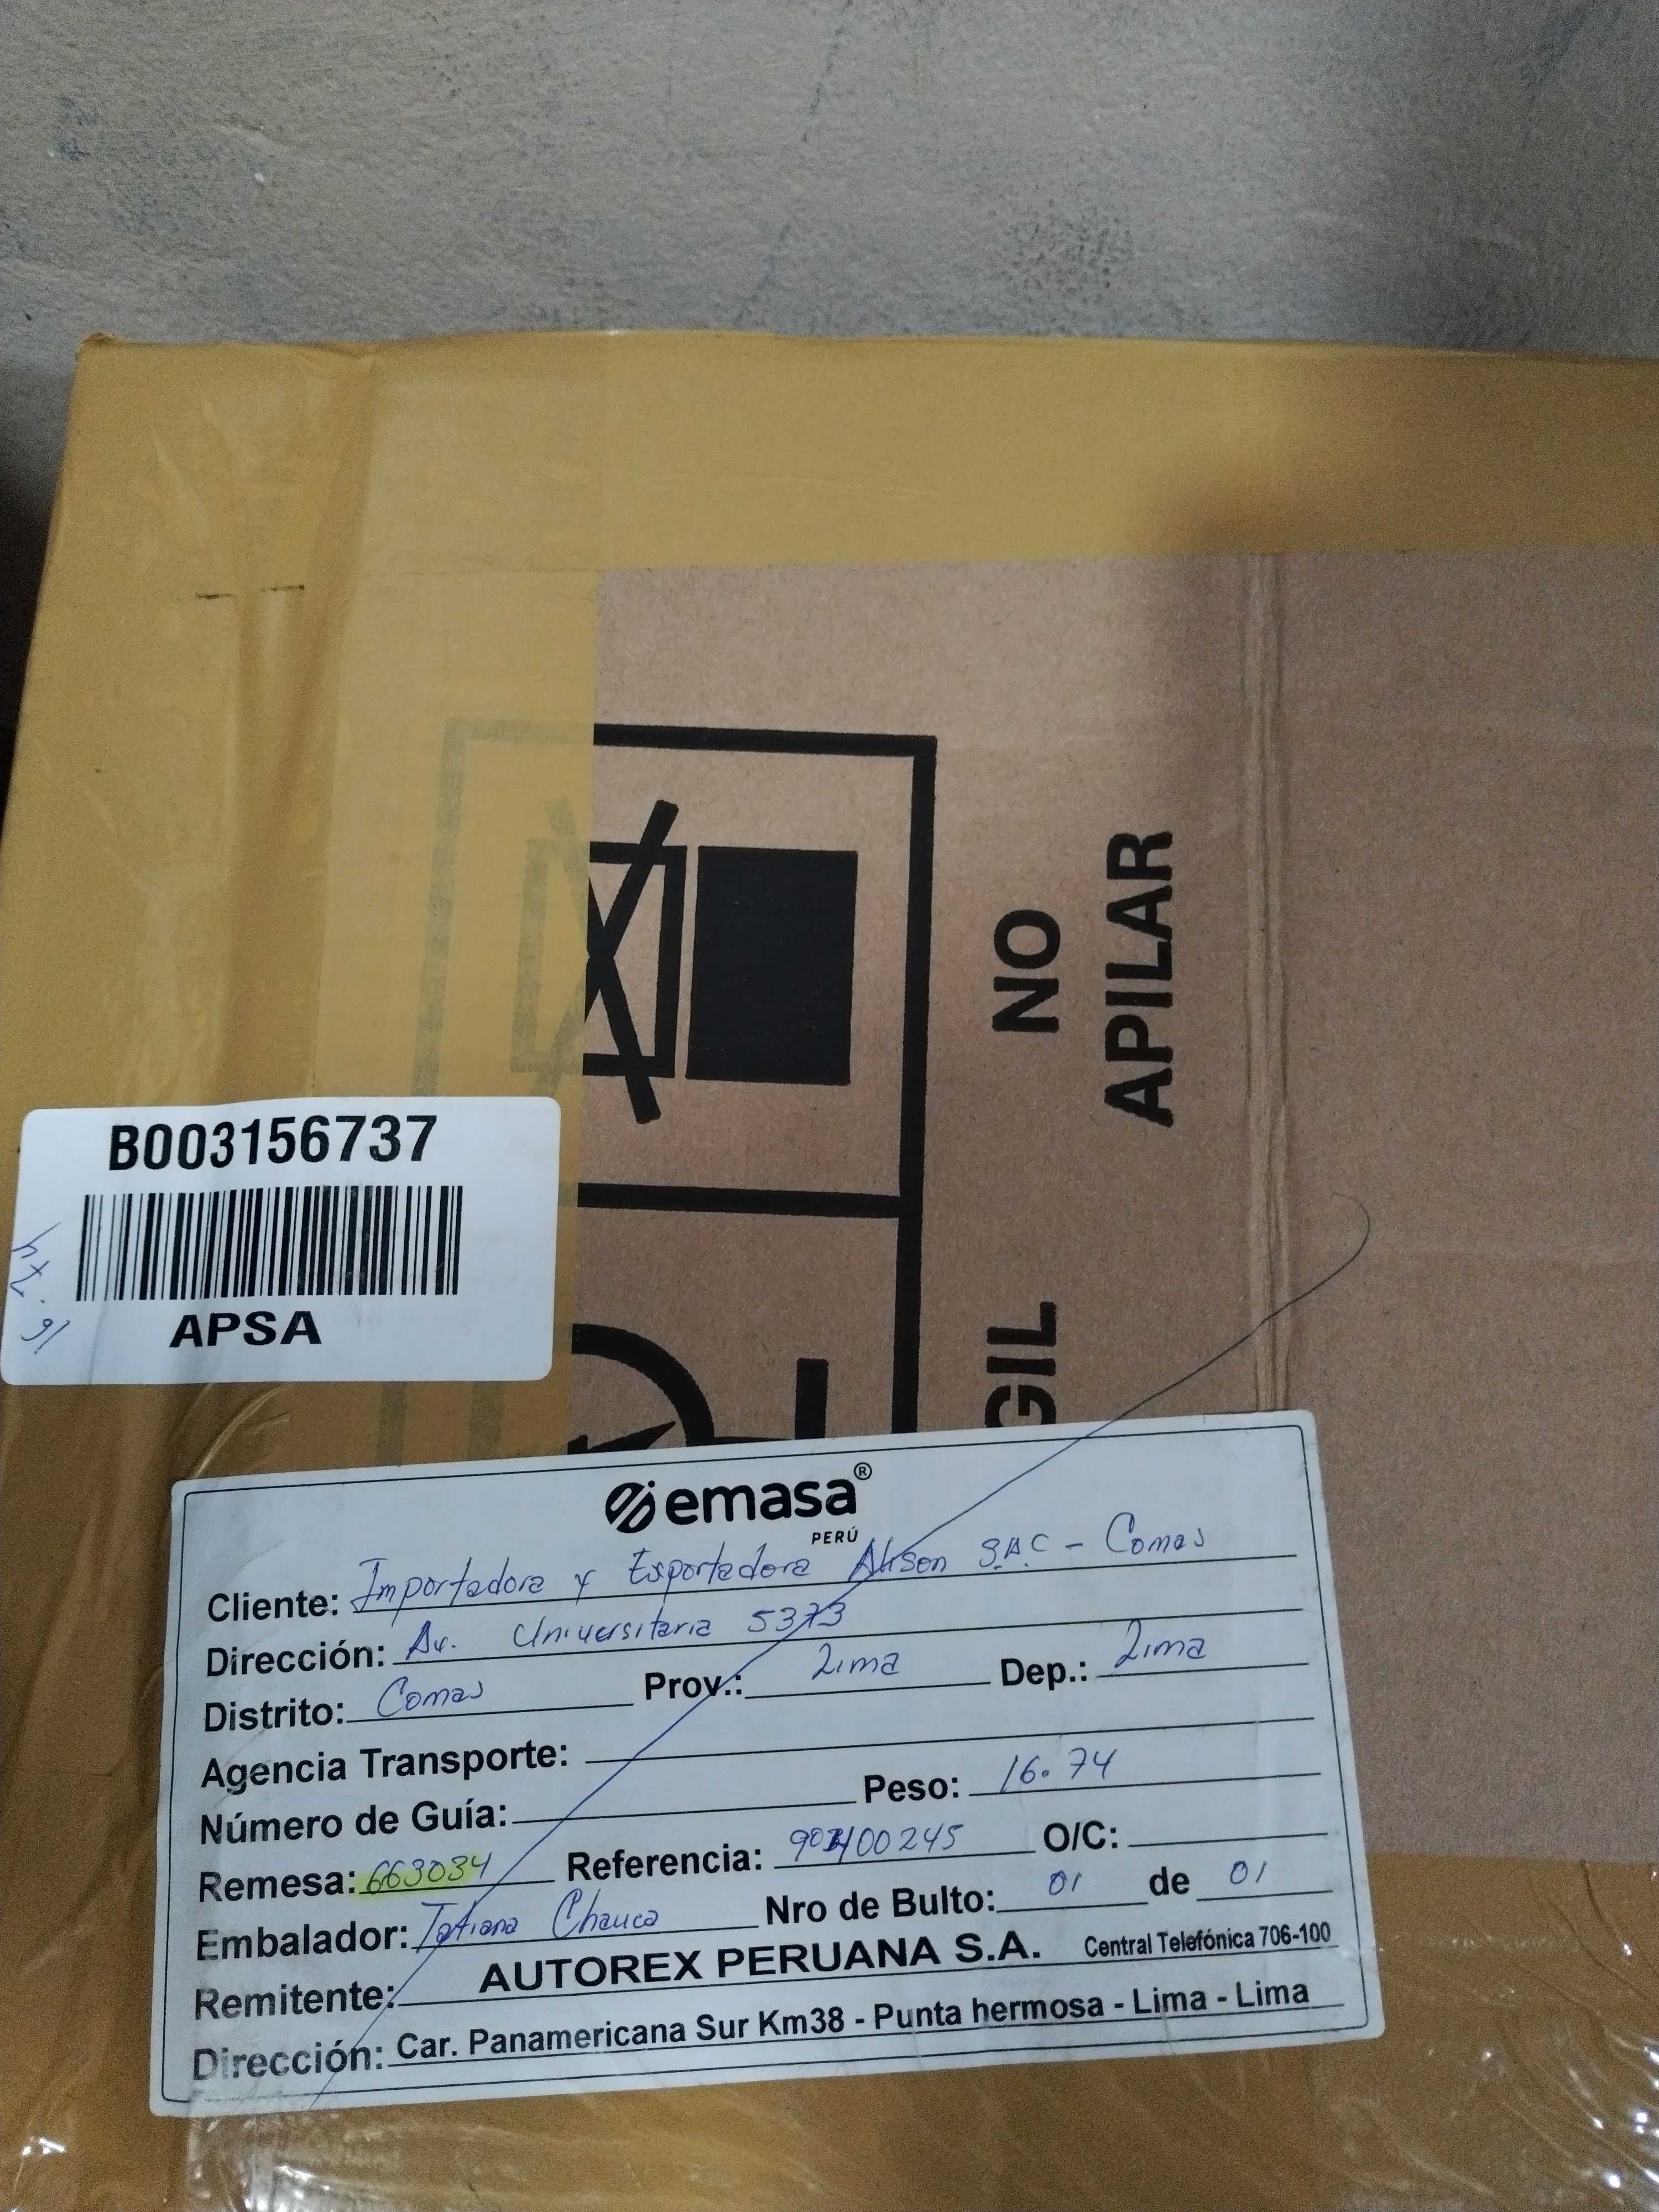 NO
APILAR
GIL
B003156737
APSA
16.74
emasa®
PERÚ
Cliente: Importadora y Esportadora Alison S.A.C - Comas
Dirección: Av. Universitaria 5373
Distrito: Comas Prov.: Lima Dep.: Lima
Agencia Transporte:
Número de Guía: Peso: 16.74
Remesa: 663034 Referencia: O/C:
Embalador: Tatiana Chauca Nro de Bulto: 01 de 01
Remitente: AUTOREX PERUANA S.A. Central Telefónica 706-100
Dirección: Car. Panamericana Sur Km38 - Punta hermosa - Lima - Lima